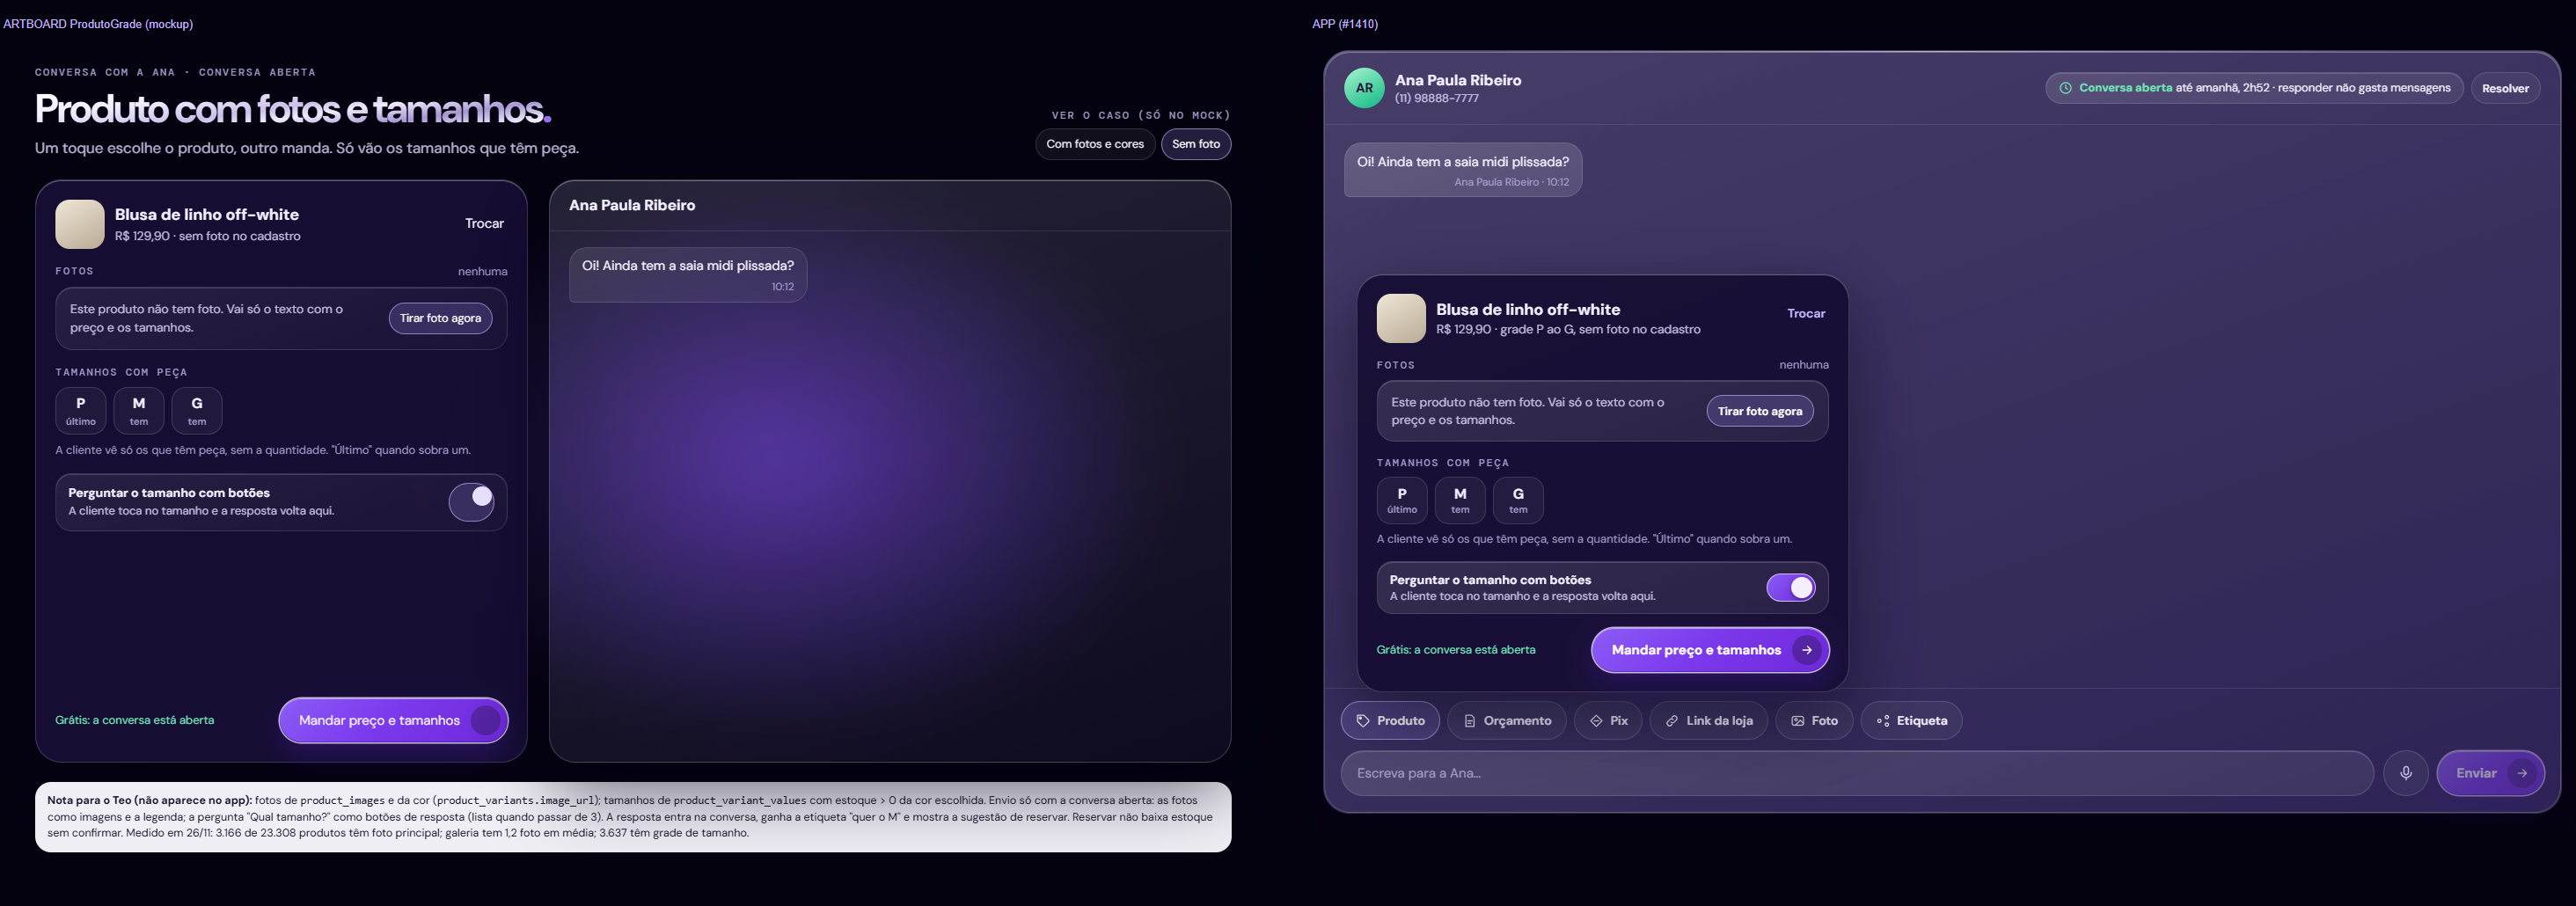 ARTBOARD ProdutoGrade (mockup)
CONVERSA COM A ANA · CONVERSA ABERTA
Produto com fotos e tamanhos.
Um toque escolhe o produto, outro manda. Só vão os tamanhos que têm peça.
VER O CASO (SÓ NO MOCK)
Com fotos e cores
Sem foto
Blusa de linho off-white
R$ 129,90 · sem foto no cadastro
Trocar
FOTOS
nenhuma
Este produto não tem foto. Vai só o texto com o
preço e os tamanhos.
Tirar foto agora
TAMANHOS COM PEÇA
P
último
M
tem
G
tem
A cliente vê só os que têm peça, sem a quantidade. "Último" quando sobra um.
Perguntar o tamanho com botões
A cliente toca no tamanho e a resposta volta aqui.
Grátis: a conversa está aberta
Mandar preço e tamanhos
Ana Paula Ribeiro
Oi! Ainda tem a saia midi plissada?
10:12
Nota para o Teo (não aparece no app): fotos de product_images e da cor (product_variants.image_url); tamanhos de product_variant_values com estoque > 0 da cor escolhida. Envio só com a conversa aberta: as fotos
como imagens e a legenda; a pergunta "Qual tamanho?" como botões de resposta (lista quando passar de 3). A resposta entra na conversa, ganha a etiqueta "quer o M" e mostra a sugestão de reservar. Reservar não baixa estoque
sem confirmar. Medido em 26/11: 3.166 de 23.308 produtos têm foto principal; galeria tem 1,2 foto em média; 3.637 têm grade de tamanho.
APP (#1410)
AR
Ana Paula Ribeiro
(11) 98888-7777
Conversa aberta até amanhã, 2h52 · responder não gasta mensagens
Resolver
Oi! Ainda tem a saia midi plissada?
Ana Paula Ribeiro · 10:12
Blusa de linho off-white
R$ 129,90 · grade P ao G, sem foto no cadastro
Trocar
FOTOS
nenhuma
Este produto não tem foto. Vai só o texto com o
preço e os tamanhos.
Tirar foto agora
TAMANHOS COM PEÇA
P
último
M
tem
G
tem
A cliente vê só os que têm peça, sem a quantidade. "Último" quando sobra um.
Perguntar o tamanho com botões
A cliente toca no tamanho e a resposta volta aqui.
Grátis: a conversa está aberta
Mandar preço e tamanhos
Produto
Orçamento
Pix
Link da loja
Foto
Etiqueta
Escreva para a Ana...
Enviar